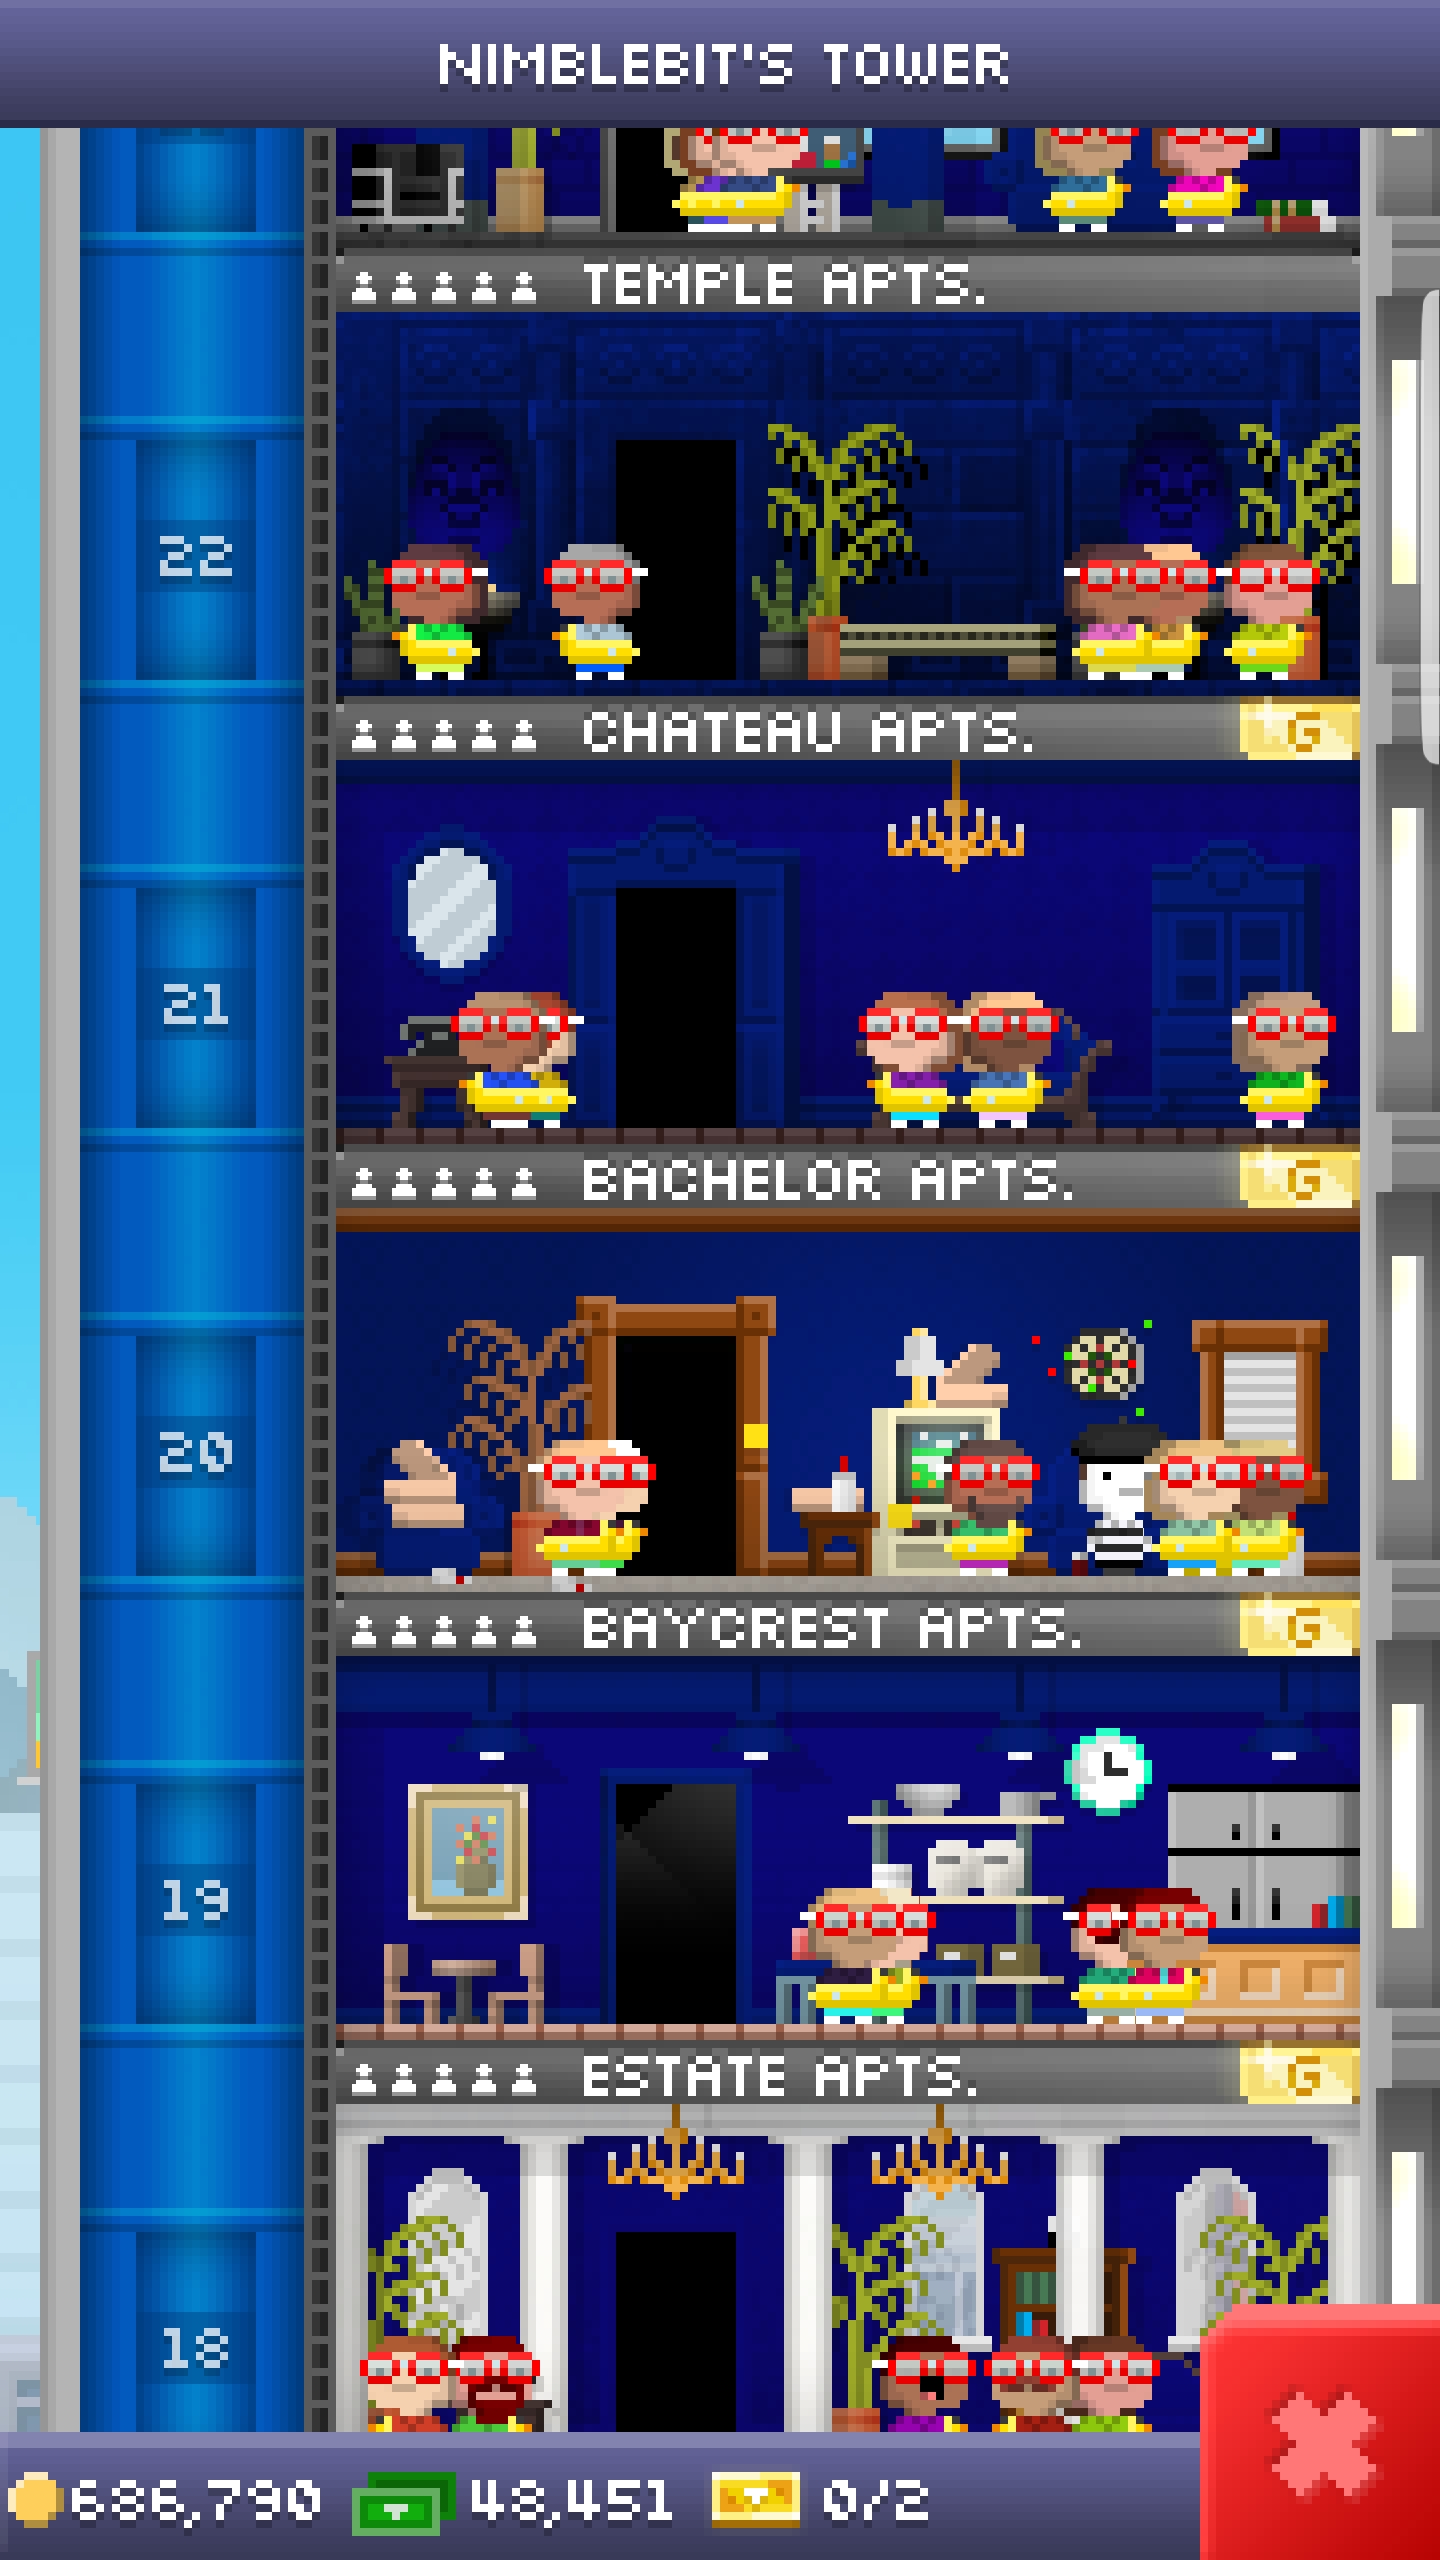 NIMBLEBIT'S TOWER
TEMPLE APTS.
22
CHATEAU APTS. G
21
BACHELOR APTS. G
20
BAYCREST APTS. G
19
ESTATE APTS. G
18
686,790 48,451 0/2